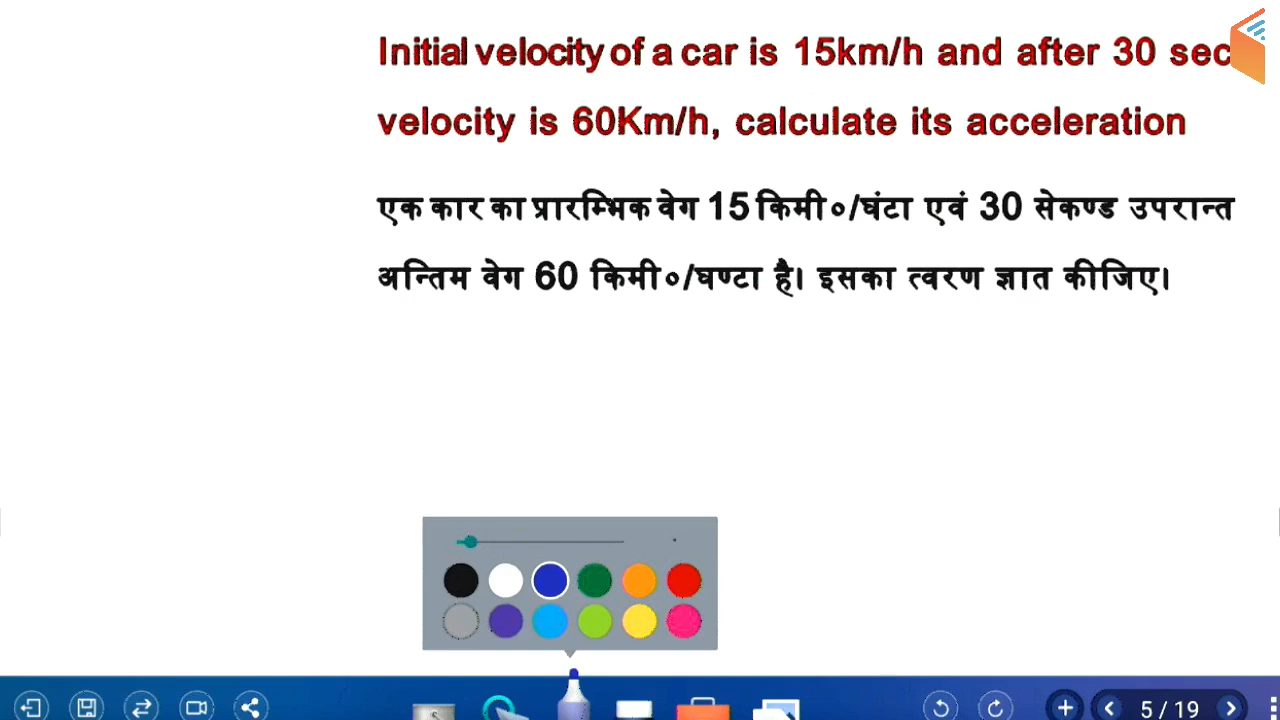 Initial velocity of a car is 15km/h and after 30 sec
velocity is 60Km/h, calculate its acceleration
एक कार का प्रारम्भिक वेग 15 किमी०/घंटा एवं 30 सेकण्ड उपरान्त
अन्तिम वेग 60 किमी०/घण्टा है। इसका त्वरण ज्ञात कीजिए।
5 / 19